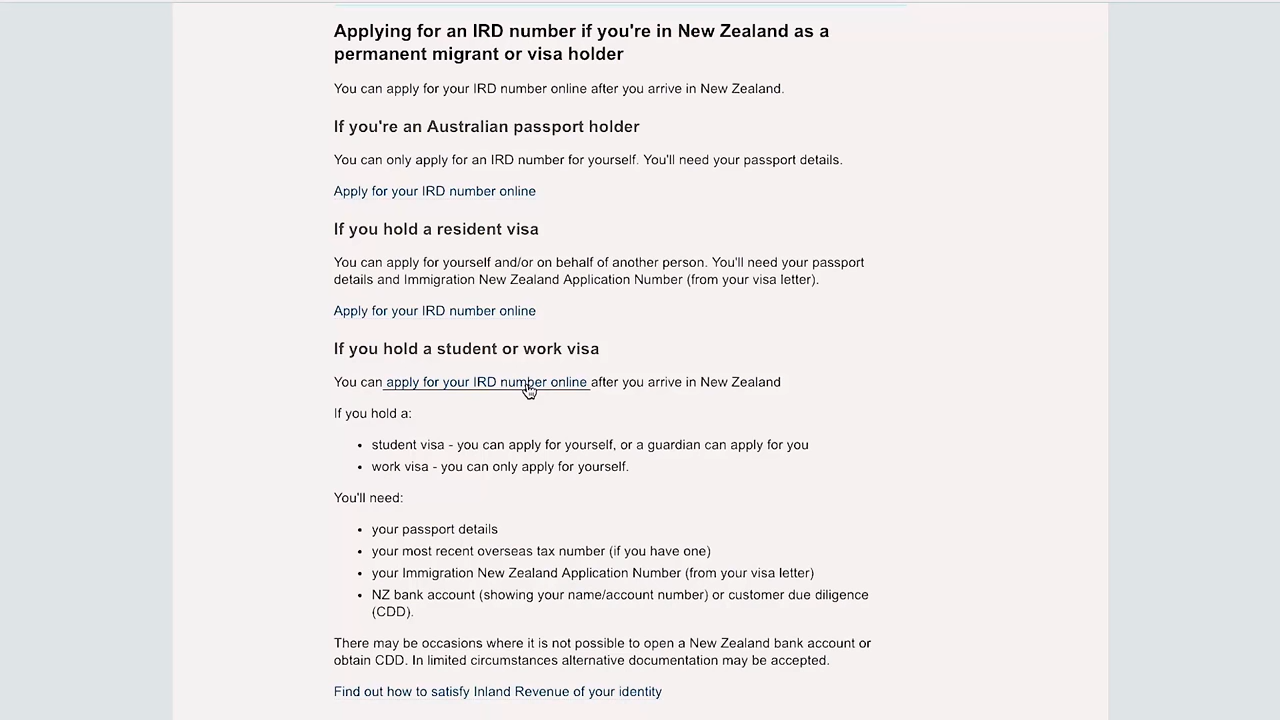 Applying for an IRD number if you're in New Zealand as a
permanent migrant or visa holder
You can apply for your IRD number online after you arrive in New Zealand.
If you're an Australian passport holder
You can only apply for an IRD number for yourself. You'll need your passport details.
Apply for your IRD number online
If you hold a resident visa
You can apply for yourself and/or on behalf of another person. You'll need your passport
details and Immigration New Zealand Application Number (from your visa letter).
Apply for your IRD number online
If you hold a student or work visa
You can apply for your IRD number online after you arrive in New Zealand
If you hold a:
• student visa - you can apply for yourself, or a guardian can apply for you
• work visa - you can only apply for yourself.
You'll need:
• your passport details
• your most recent overseas tax number (if you have one)
• your Immigration New Zealand Application Number (from your visa letter)
• NZ bank account (showing your name/account number) or customer due diligence
(CDD).
There may be occasions where it is not possible to open a New Zealand bank account or
obtain CDD. In limited circumstances alternative documentation may be accepted.
Find out how to satisfy Inland Revenue of your identity